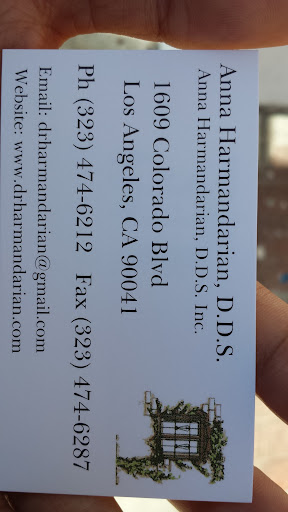 Anna Harmandarian, D.D.S.
Anna Harmandarian, D.D.S. Inc.
1609 Colorado Blvd
Los Angeles, CA 90041
Ph (323) 474-6212 Fax (323) 474-6287
Email: drharmandarian@gmail.com
Website: www.drharmandarian.com